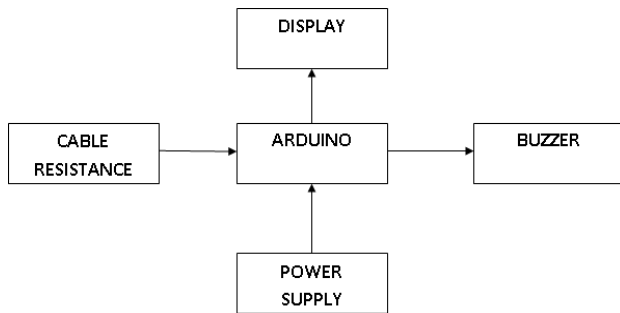 DISPLAY
CABLE
RESISTANCE
ARDUINO
BUZZER
POWER
SUPPLY